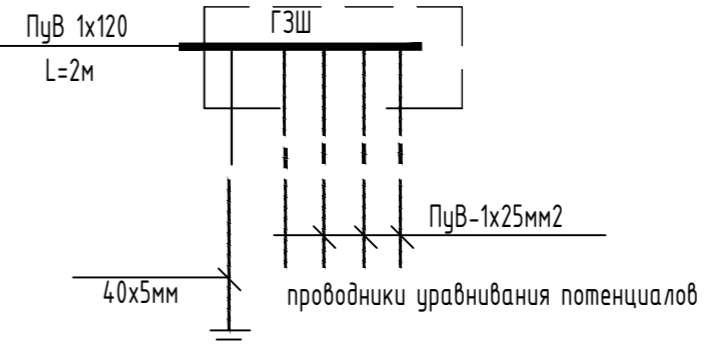 ПуВ 1х120
ГЗШ
L=2м
ПуВ-1х25мм2
40х5мм
проводники уравнивания потенциалов